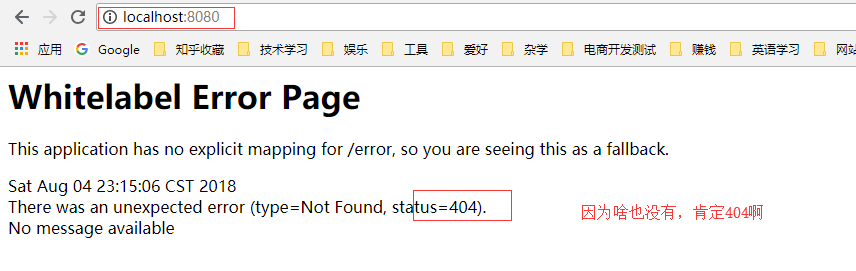 localhost:8080
应用 Google 知乎收藏 技术学习 娱乐 工具 爱好 杂学 电商开发测试 赚钱 英语学习 网站
Whitelabel Error Page
This application has no explicit mapping for /error, so you are seeing this as a fallback.
Sat Aug 04 23:15:06 CST 2018
There was an unexpected error (type=Not Found, status=404).
因为啥也没有，肯定404啊
No message available